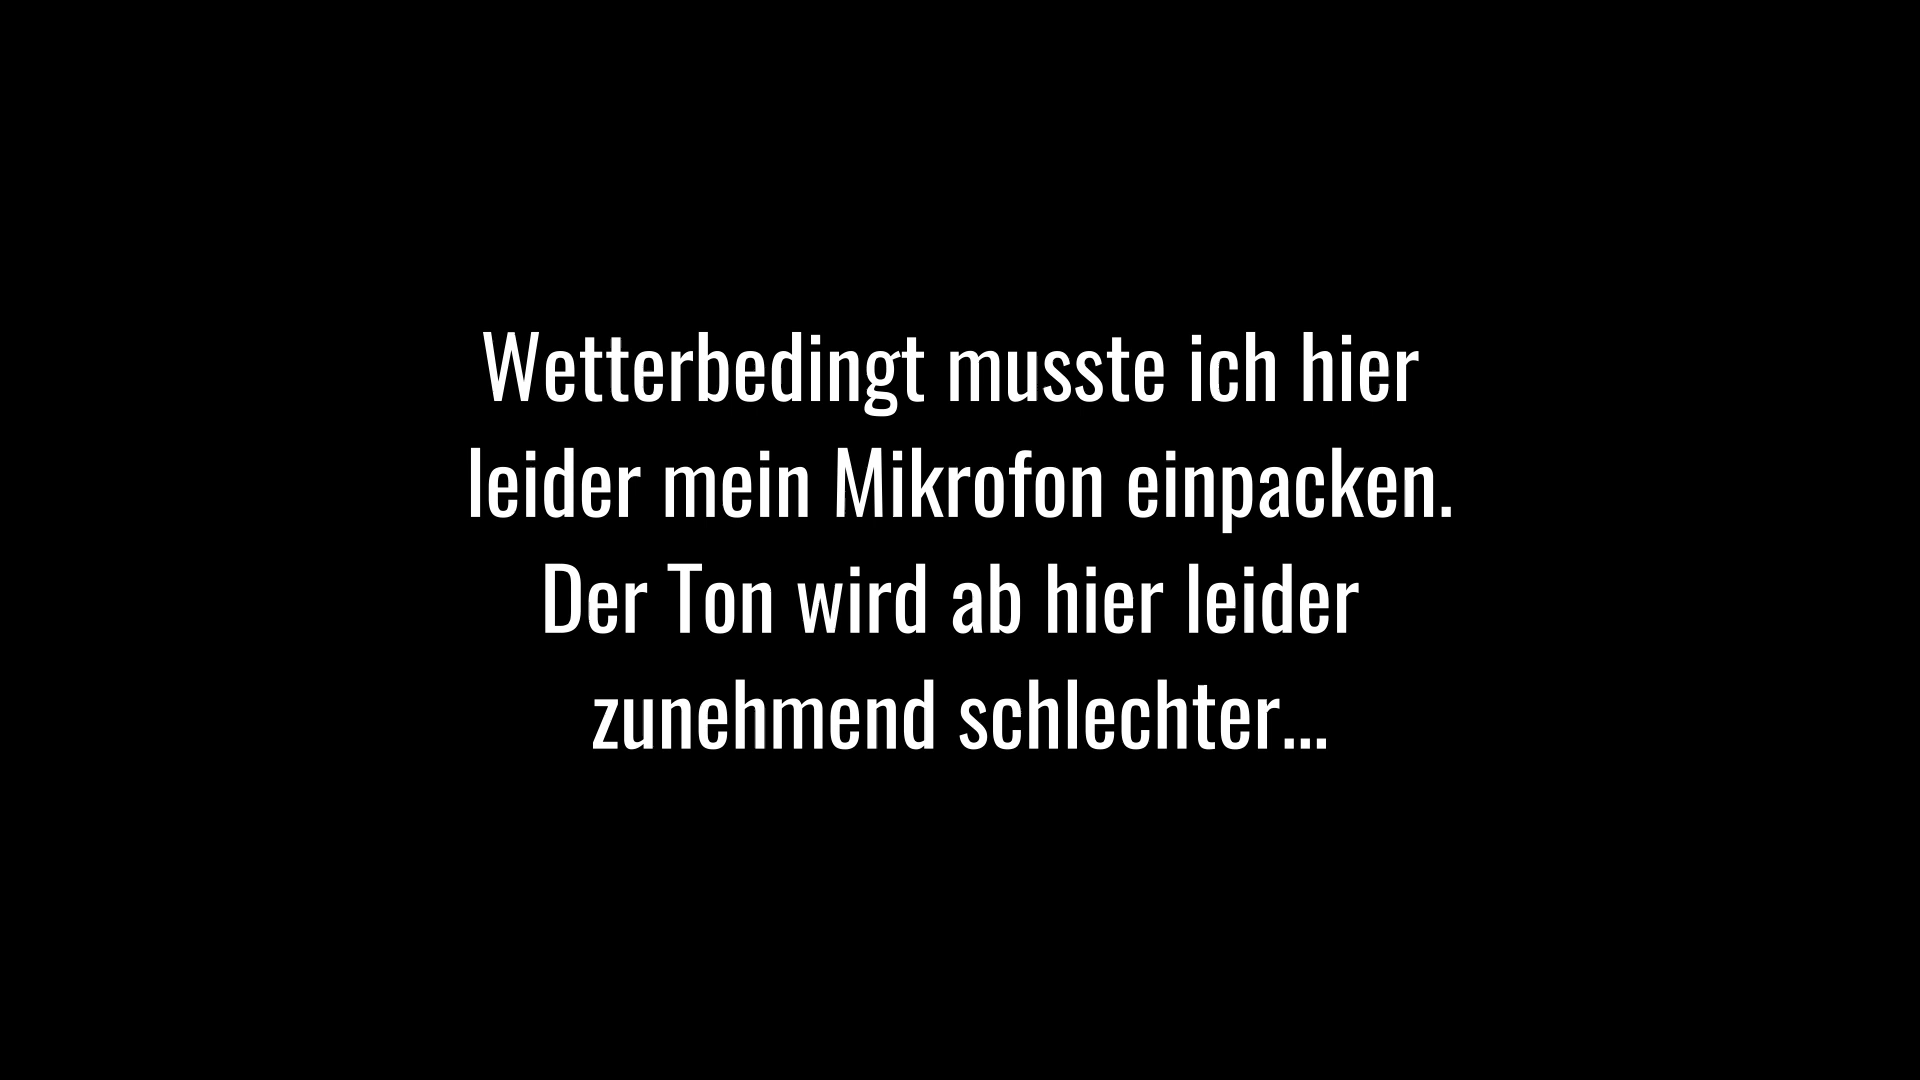 Wetterbedingt musste ich hier
leider mein Mikrofon einpacken.
Der Ton wird ab hier leider
zunehmend schlechter...